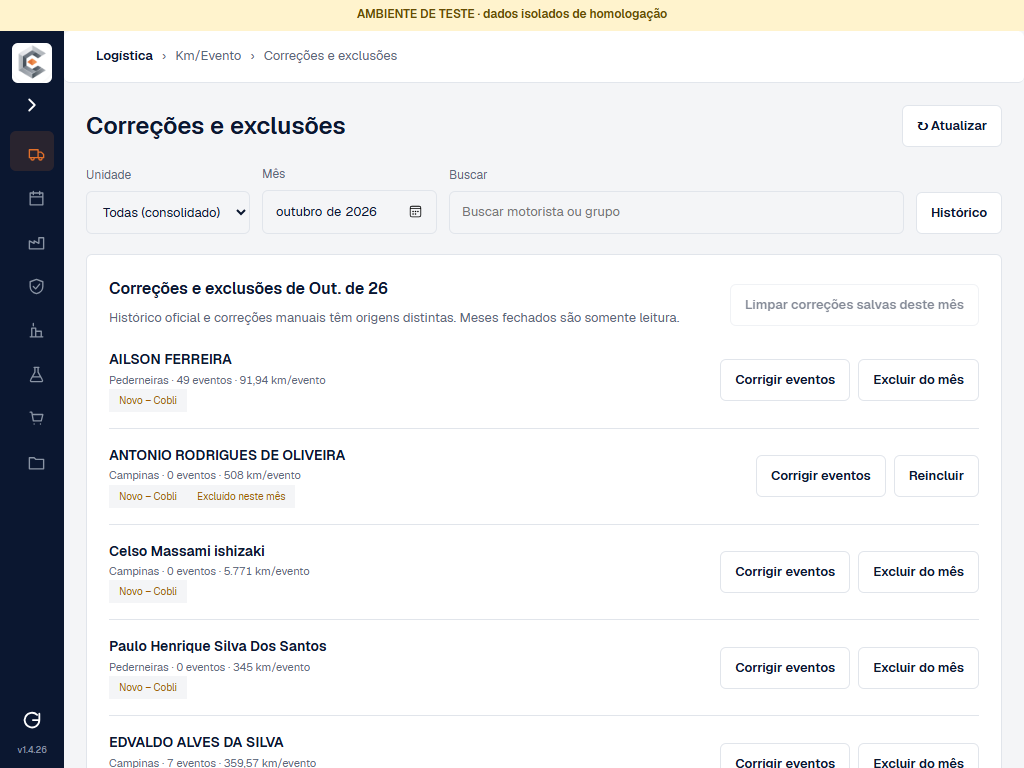 AMBIENTE DE TESTE · dados isolados de homologação
Logística › Km/Evento › Correções e exclusões
Correções e exclusões
↻ Atualizar
Unidade
Mês
Buscar
Todas (consolidado)
outubro de 2026
Buscar motorista ou grupo
Histórico
Correções e exclusões de Out. de 26
Histórico oficial e correções manuais têm origens distintas. Meses fechados são somente leitura.
Limpar correções salvas deste mês
AILSON FERREIRA
Pederneiras · 49 eventos · 91,94 km/evento
Novo – Cobli
Corrigir eventos
Excluir do mês
ANTONIO RODRIGUES DE OLIVEIRA
Campinas · 0 eventos · 508 km/evento
Novo – Cobli
Excluído neste mês
Corrigir eventos
Reincluir
Celso Massami ishizaki
Campinas · 0 eventos · 5.771 km/evento
Novo – Cobli
Corrigir eventos
Excluir do mês
Paulo Henrique Silva Dos Santos
Pederneiras · 0 eventos · 345 km/evento
Novo – Cobli
Corrigir eventos
Excluir do mês
EDVALDO ALVES DA SILVA
Campinas · 7 eventos · 359,57 km/evento
Corrigir eventos
Excluir do mês
v1.4.26